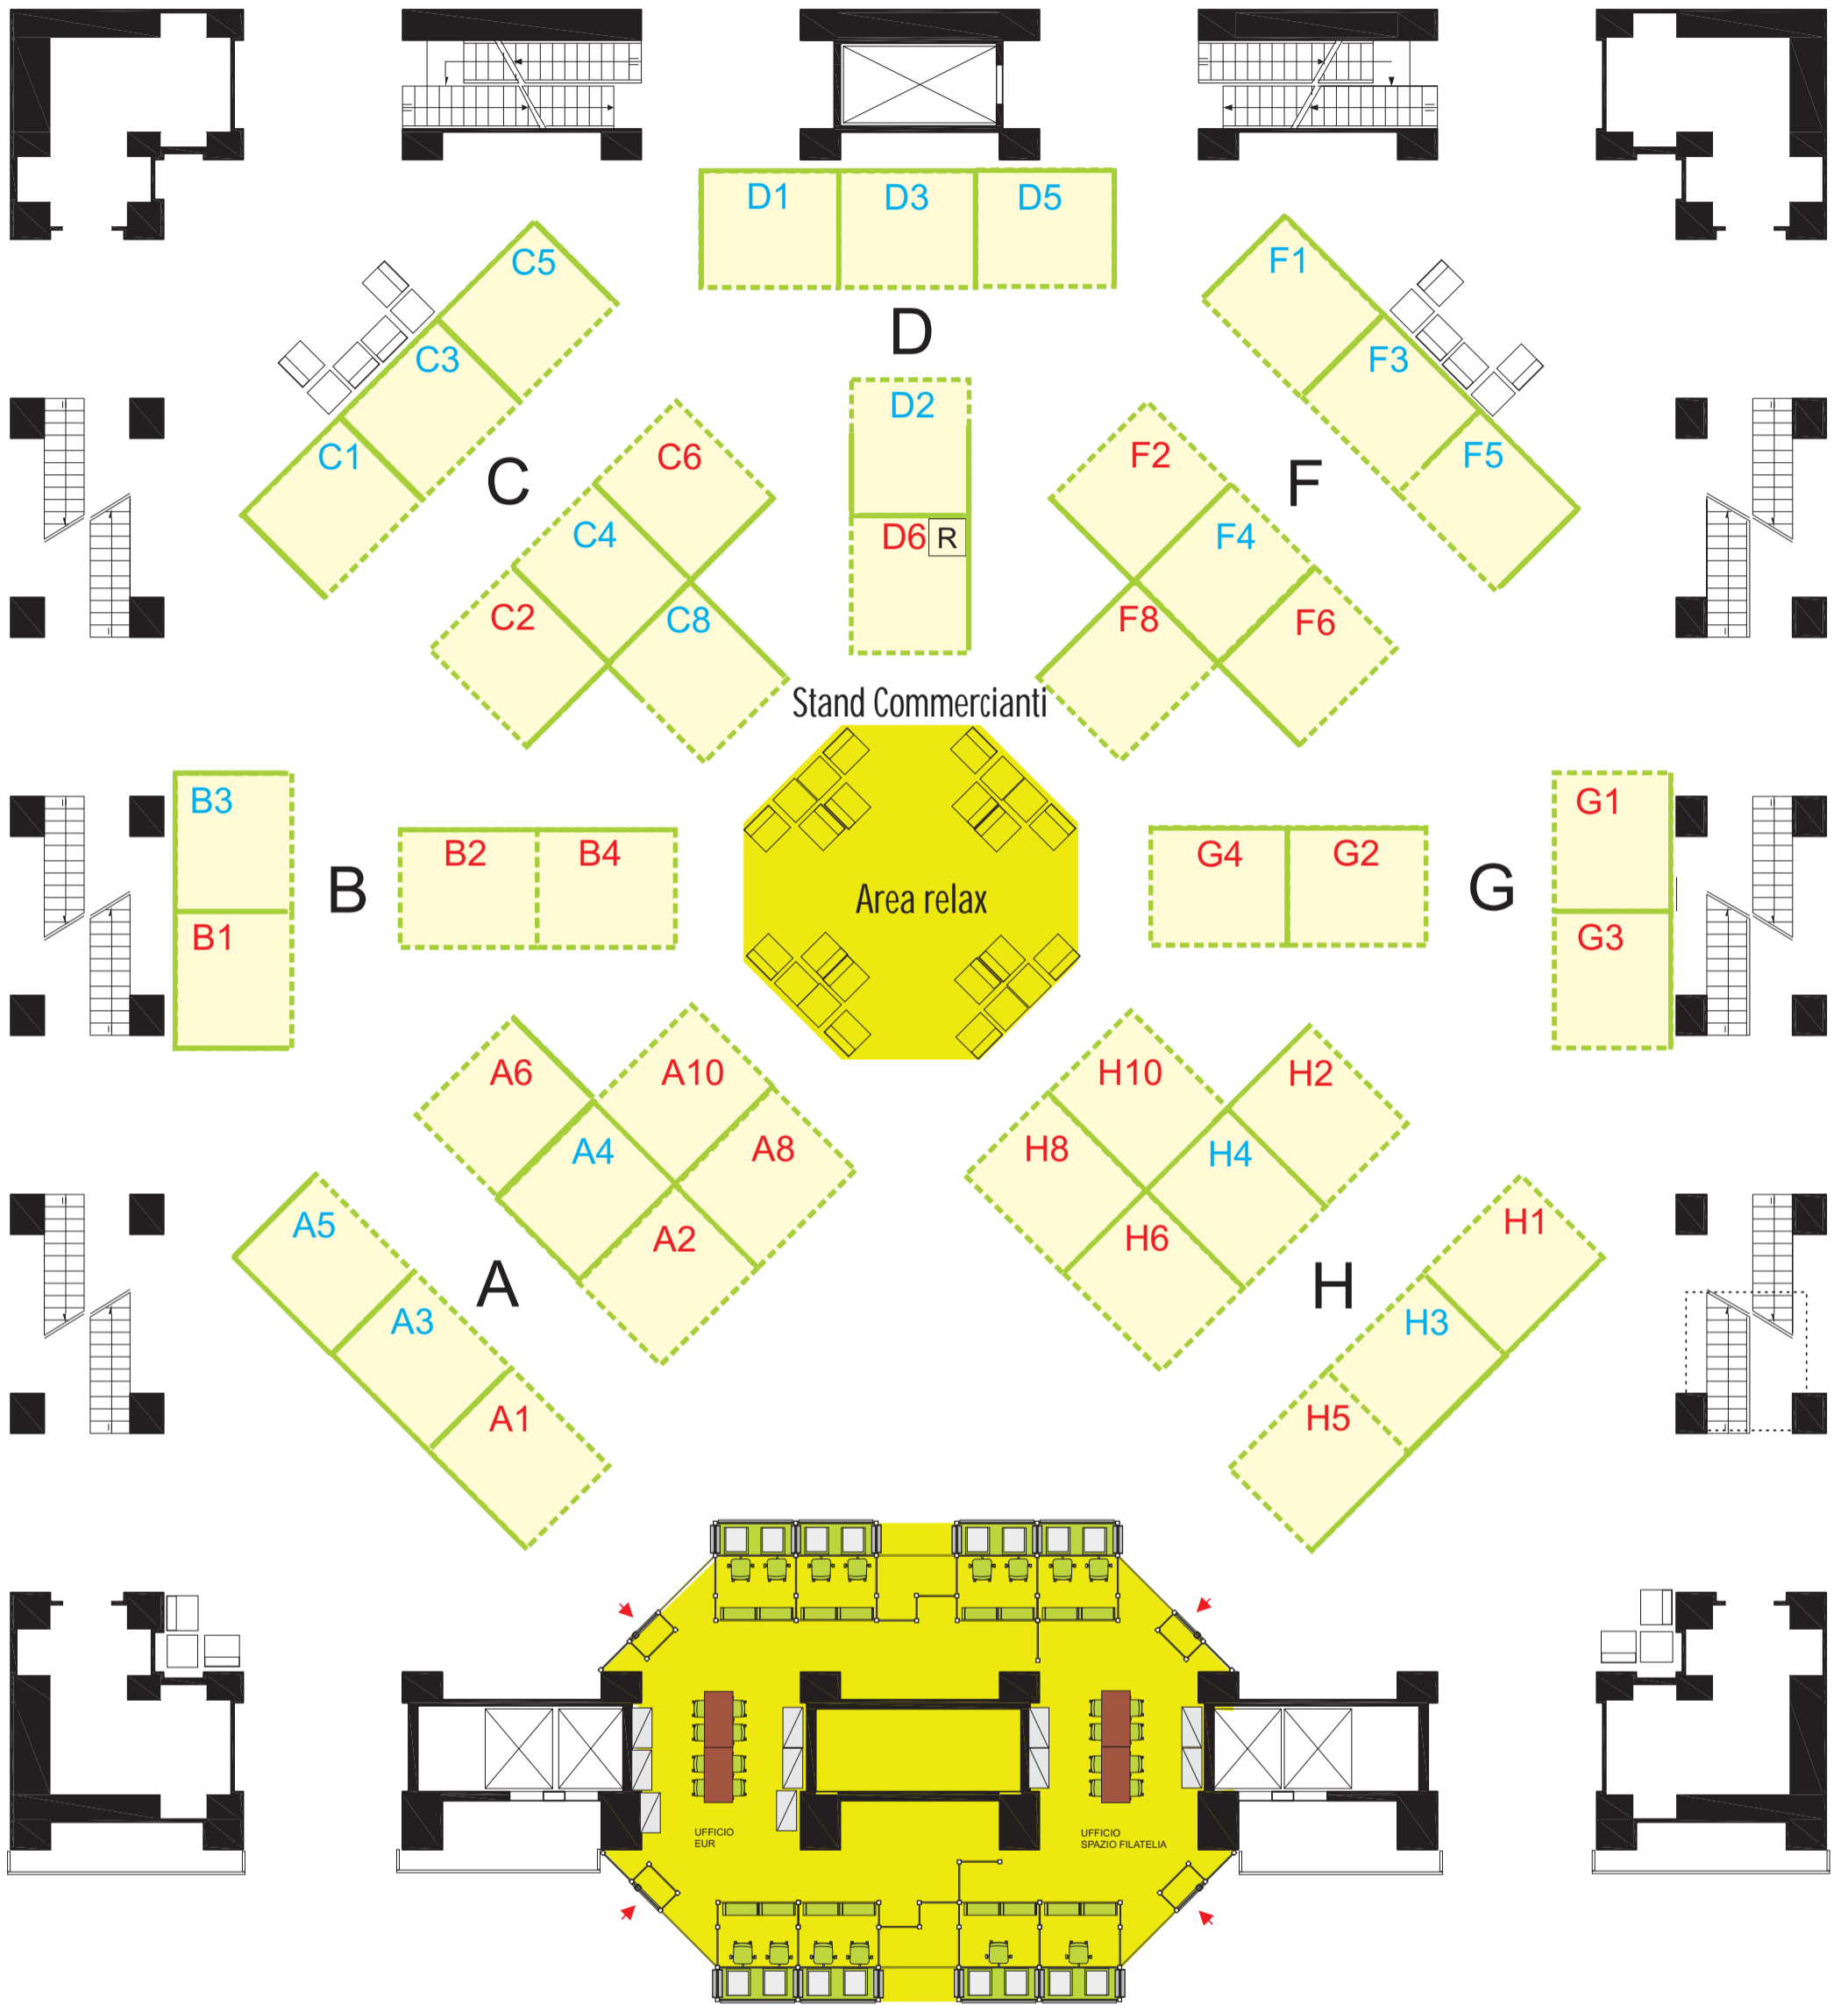 D1 D3 D5
C5
F1
D
C3
F3
D2
C1
C
C6
F2
F
F5
C4
D6 R
F4
C2
C8
F8
F6
Stand Commercianti
B3
G1
B2 B4
G4 G2
B
Area relax
G
B1
G3
A6
A10
H10
H2
A4
A8
H8
H4
A5
A2
H6
H1
A
H
A3
H3
A1
H5
UFFICIO
EUR
UFFICIO
SPAZIO FILATELIA